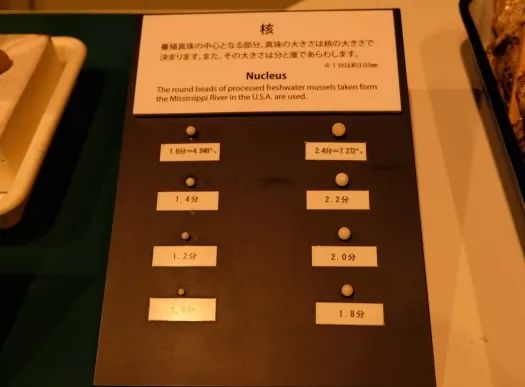 核
養殖真珠の中心となる部分。真珠の大きさは核の大きさで
決まります。また、その大きさは分と厘であらわします。
※1分は約3.03㎜
Nucleus
The round beads of processed freshwater mussels taken form
the Mississippi River in the U.S.A. are used.
1.6分=4.848㎜
2.4分=7.272㎜
1.4分
2.2分
1.2分
2.0分
1.8分